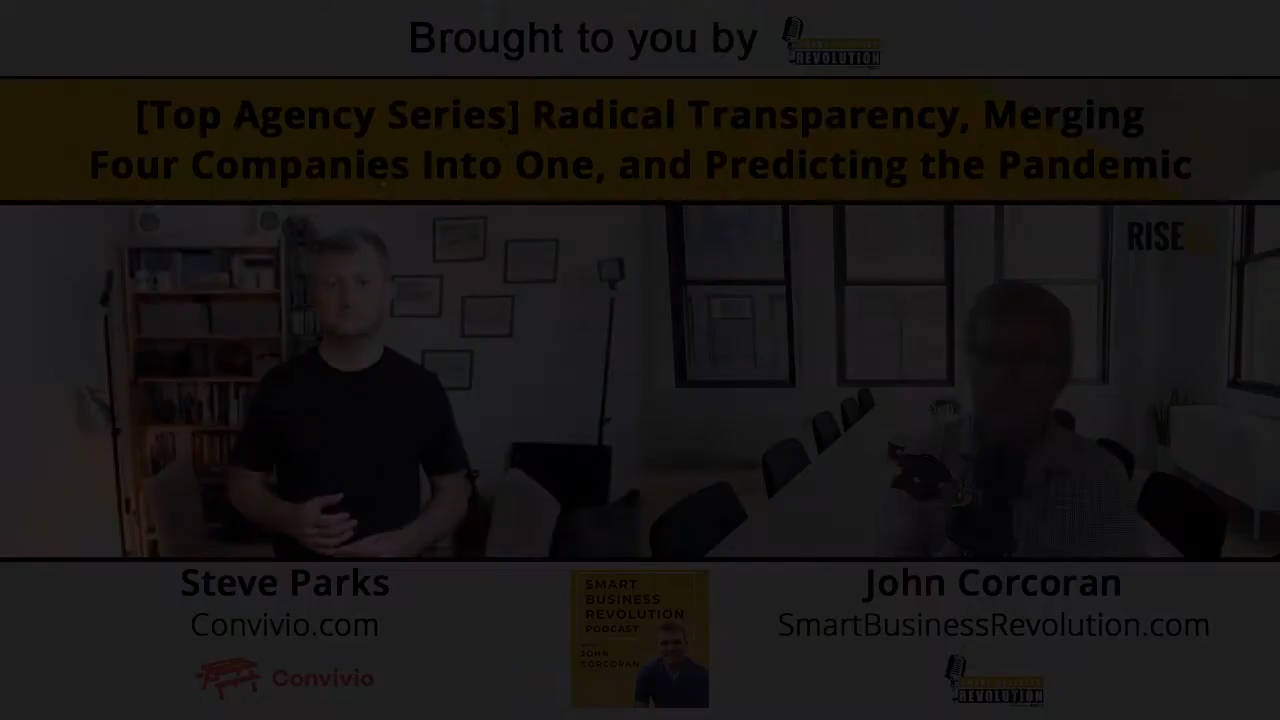 Brought to you by
REVOLUTION
[Top Agency Series] Radical Transparency, Merging
Four Companies Into One, and Predicting the Pandemic
RISE
Steve Parks
Convivio.com
Convivio
SMART
BUSINESS
REVOLUTION
PODCAST
JOHN
CORCORAN
John Corcoran
SmartBusinessRevolution.com
REVOLUTION